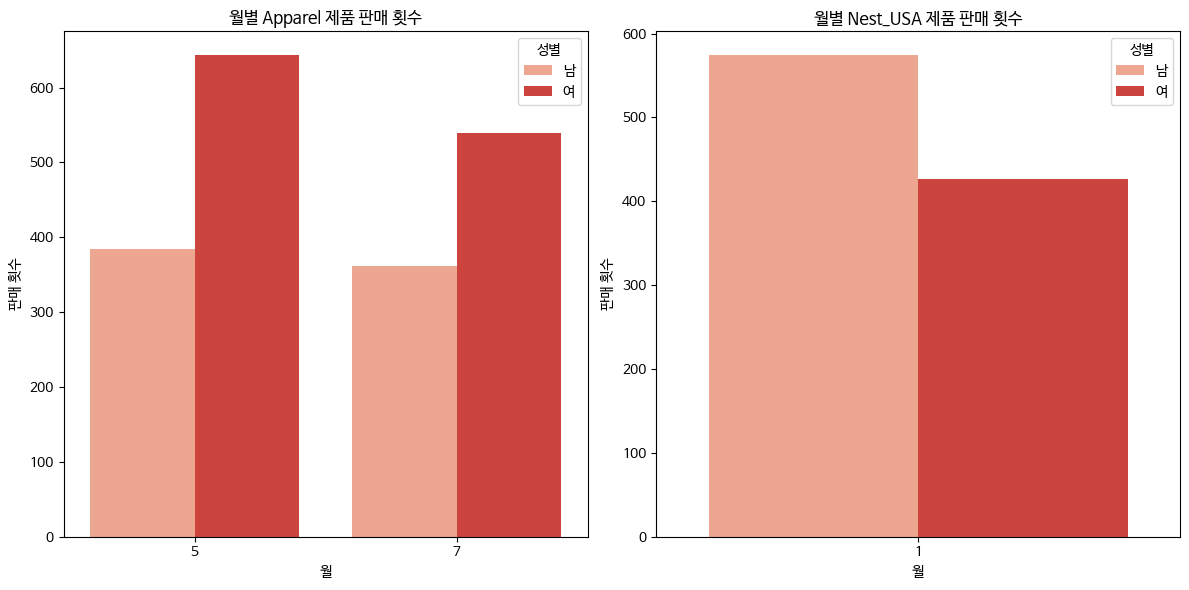 월별 Apparel 제품 판매 횟수
성별
남
여
600
500
400
300
200
100
0
판매 횟수
5
7
월
월별 Nest_USA 제품 판매 횟수
성별
남
여
600
500
400
300
200
100
0
판매 횟수
1
월